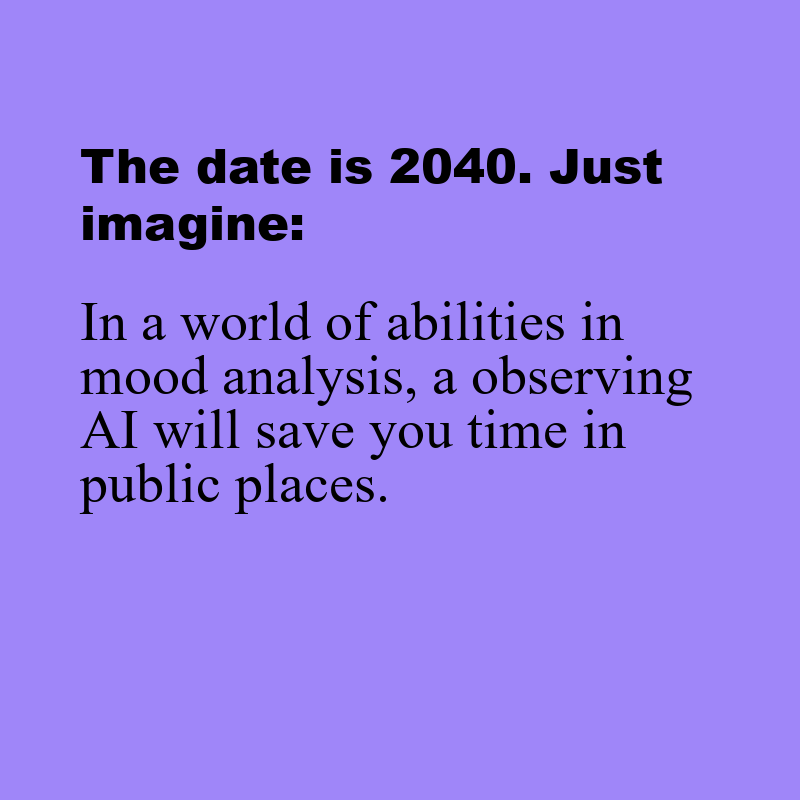 The date is 2040. Just
imagine:
In a world of abilities in
mood analysis, a observing
AI will save you time in
public places.